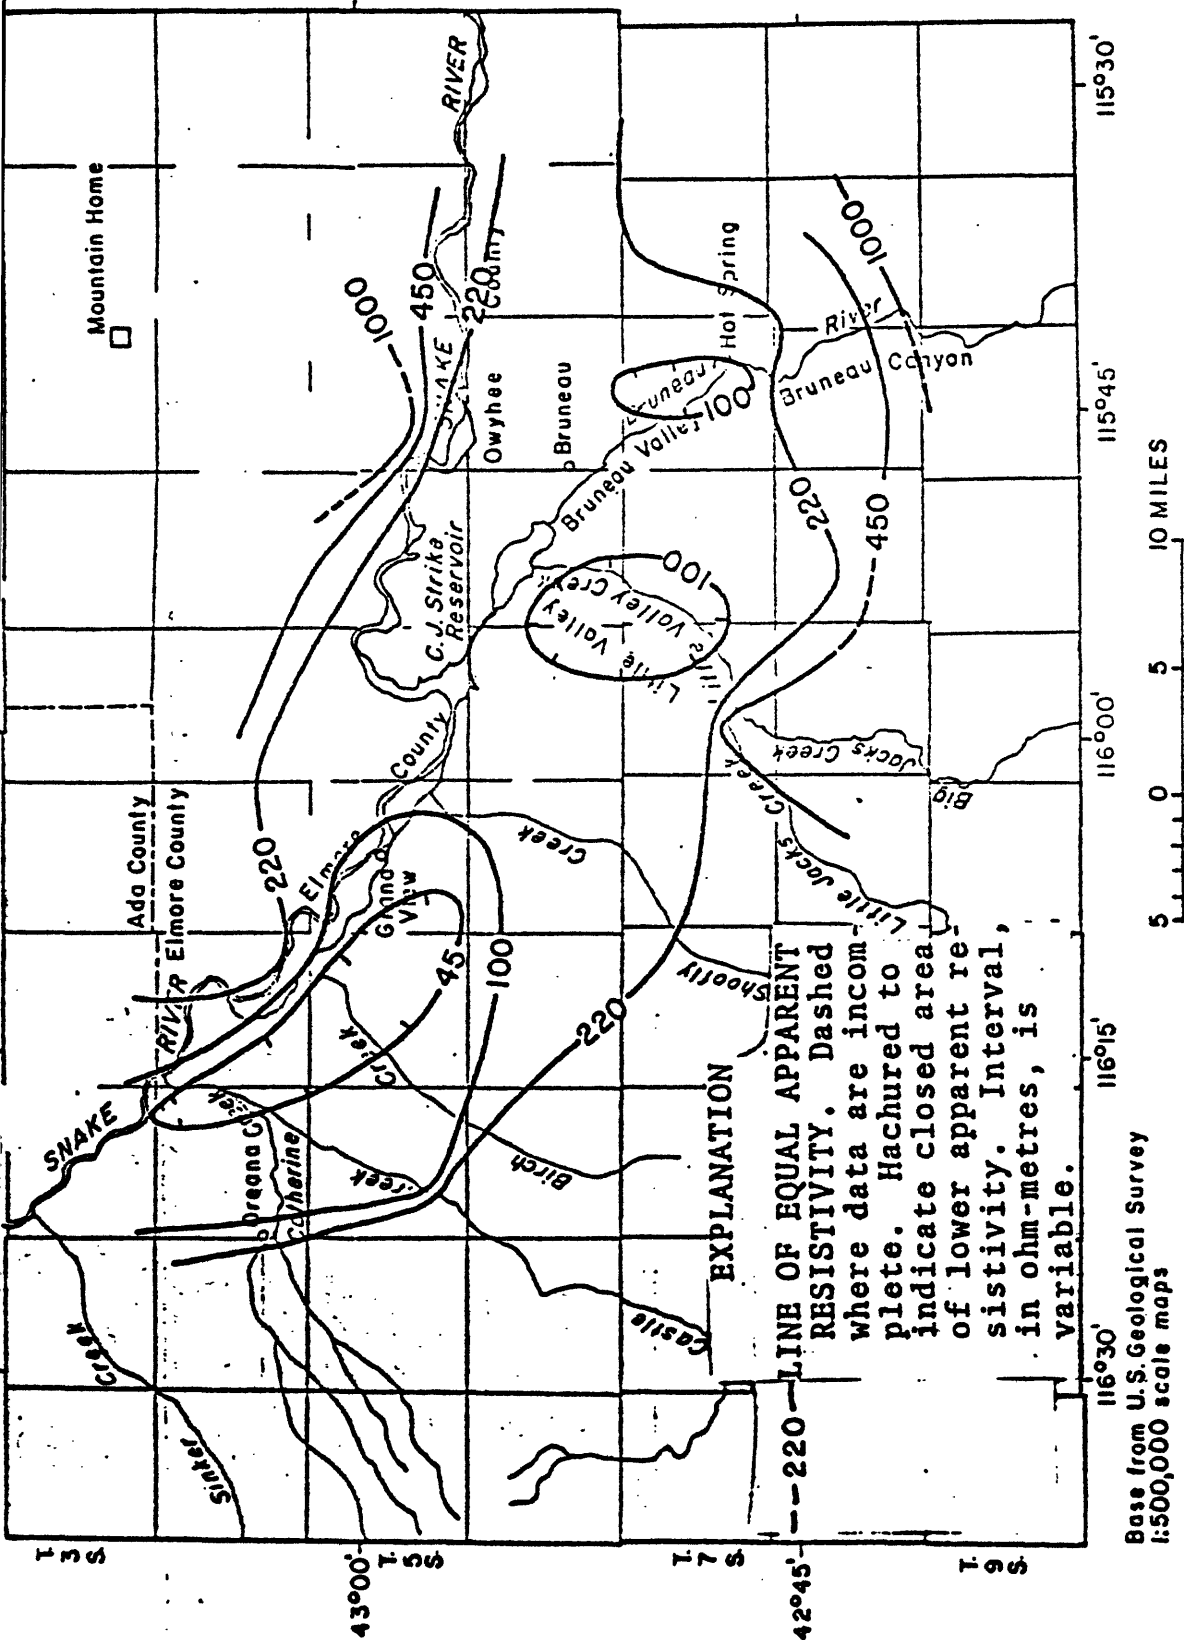 Mountain Home
Ada County
Elmore County
SNAKE
RIVER
Elmore
County
SNAKE
RIVER
Owyhee
County
Sinker
Creek
Oreana
Catherine
Creek
Castle
Creek
Birch
Creek
Grand
View
Shoofly
Creek
C.J. Strike
Reservoir
Bruneau
Bruneau Valley
Bruneau
Hot Spring
Bruneau Canyon
River
Little Valley
Little
Valley Creek
Little Jacks Creek
Big
Jacks Creek
220
100
45
220
1000
450
220
100
100
220
450
1000
T.
3
S.
43°00'
T.
5
S.
T.
7
S.
42°45'
T.
9
S.
116°30'
116°15'
116°00'
115°45'
115°30'
EXPLANATION
--220--LINE OF EQUAL APPARENT
RESISTIVITY. Dashed
where data are incom-
plete. Hachured to
indicate closed area
of lower apparent re-
sistivity. Interval,
in ohm-metres, is
variable.
Base from U.S. Geological Survey
1:500,000 scale maps
5 0 5 10 MILES